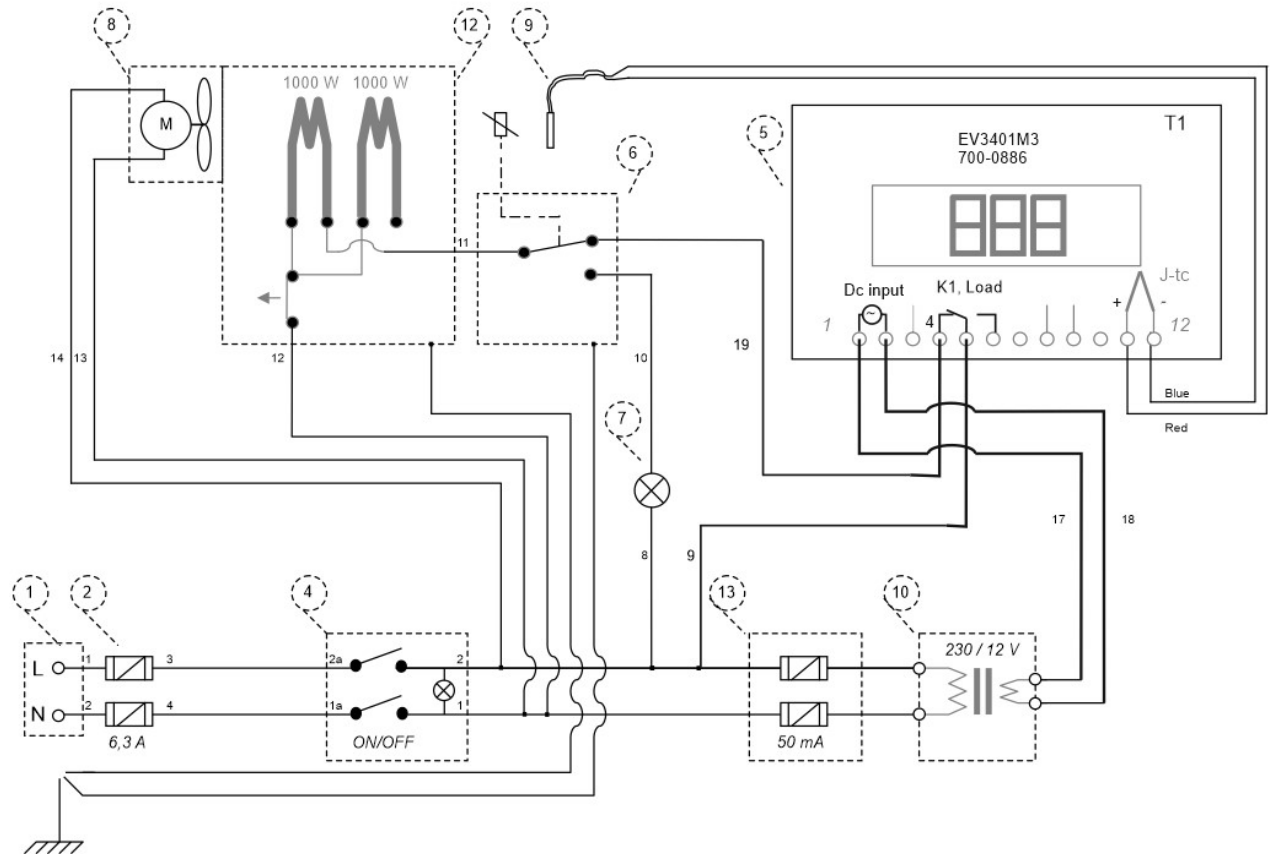 8
12
9
1000 W 1000 W
M
5
T1
EV3401M3
700-0886
6
888
J-tc
Dc input
K1, Load
+
-
1
4
12
11
14
13
12
10
19
Blue
Red
7
17
18
8
9
1
2
4
13
10
230 / 12 V
L
1
3
2a
2
N
2
4
1a
1
6,3 A
ON/OFF
50 mA